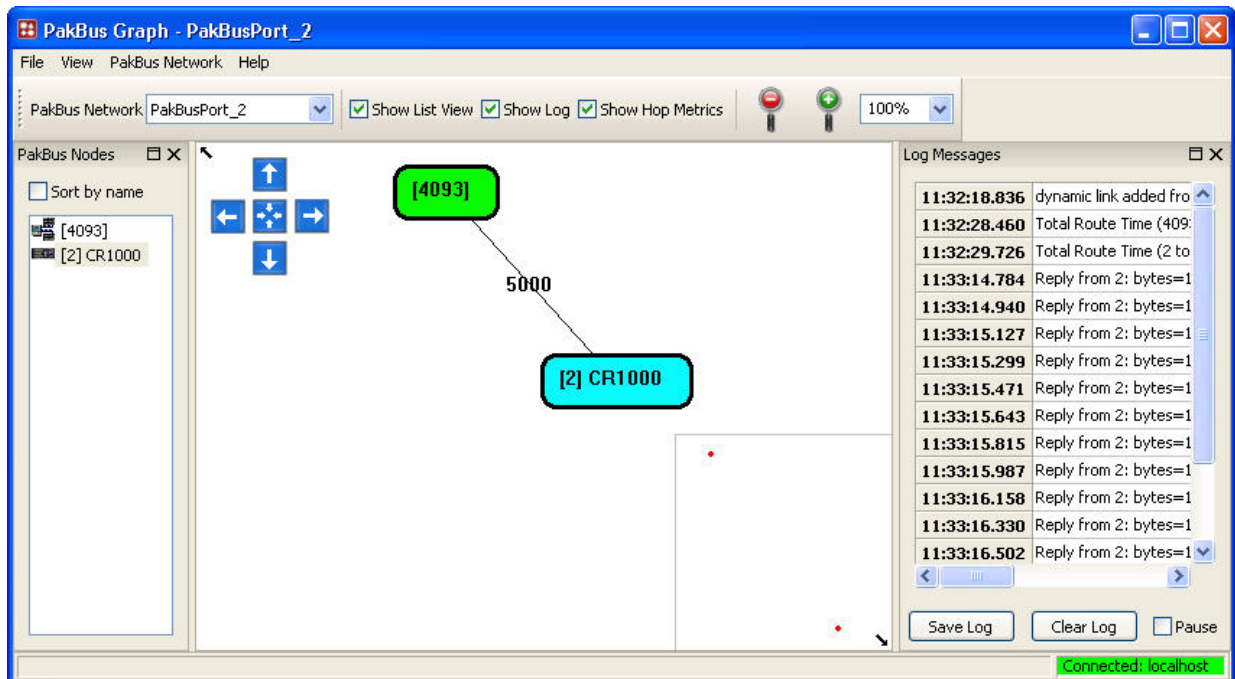 PakBus Graph - PakBusPort_2
File View PakBus Network Help
PakBus Network PakBusPort_2 Show List View Show Log Show Hop Metrics 100%
PakBus Nodes
Sort by name
[4093]
[2] CR1000
[4093]
5000
[2] CR1000
Log Messages
11:32:18.836 dynamic link added fro
11:32:28.460 Total Route Time (409
11:32:29.726 Total Route Time (2 to
11:33:14.784 Reply from 2: bytes=1
11:33:14.940 Reply from 2: bytes=1
11:33:15.127 Reply from 2: bytes=1
11:33:15.299 Reply from 2: bytes=1
11:33:15.471 Reply from 2: bytes=1
11:33:15.643 Reply from 2: bytes=1
11:33:15.815 Reply from 2: bytes=1
11:33:15.987 Reply from 2: bytes=1
11:33:16.158 Reply from 2: bytes=1
11:33:16.330 Reply from 2: bytes=1
11:33:16.502 Reply from 2: bytes=1
Save Log Clear Log Pause
Connected: localhost